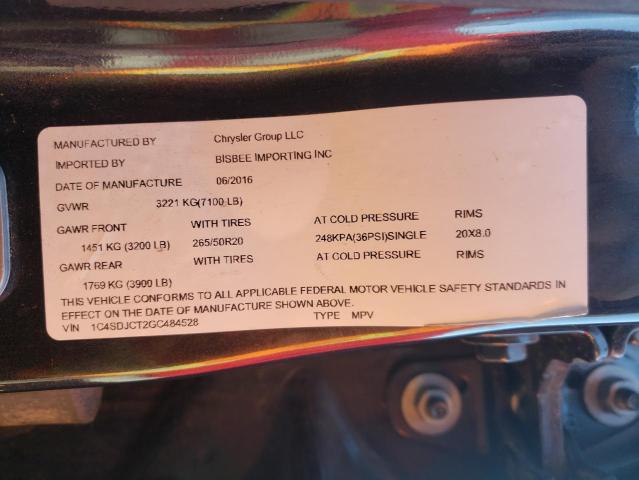 MANUFACTURED BY Chrysler Group LLC
IMPORTED BY BISBEE IMPORTING INC
DATE OF MANUFACTURE 06/2016
GVWR 3221 KG(7100 LB)
GAWR FRONT WITH TIRES AT COLD PRESSURE RIMS
1451 KG (3200 LB) 265/50R20 248KPA(36PSI)SINGLE 20X8.0
GAWR REAR WITH TIRES AT COLD PRESSURE RIMS
1769 KG (3900 LB)
THIS VEHICLE CONFORMS TO ALL APPLICABLE FEDERAL MOTOR VEHICLE SAFETY STANDARDS IN
EFFECT ON THE DATE OF MANUFACTURE SHOWN ABOVE.
VIN 1C4SDJCT2GC484528 TYPE MPV